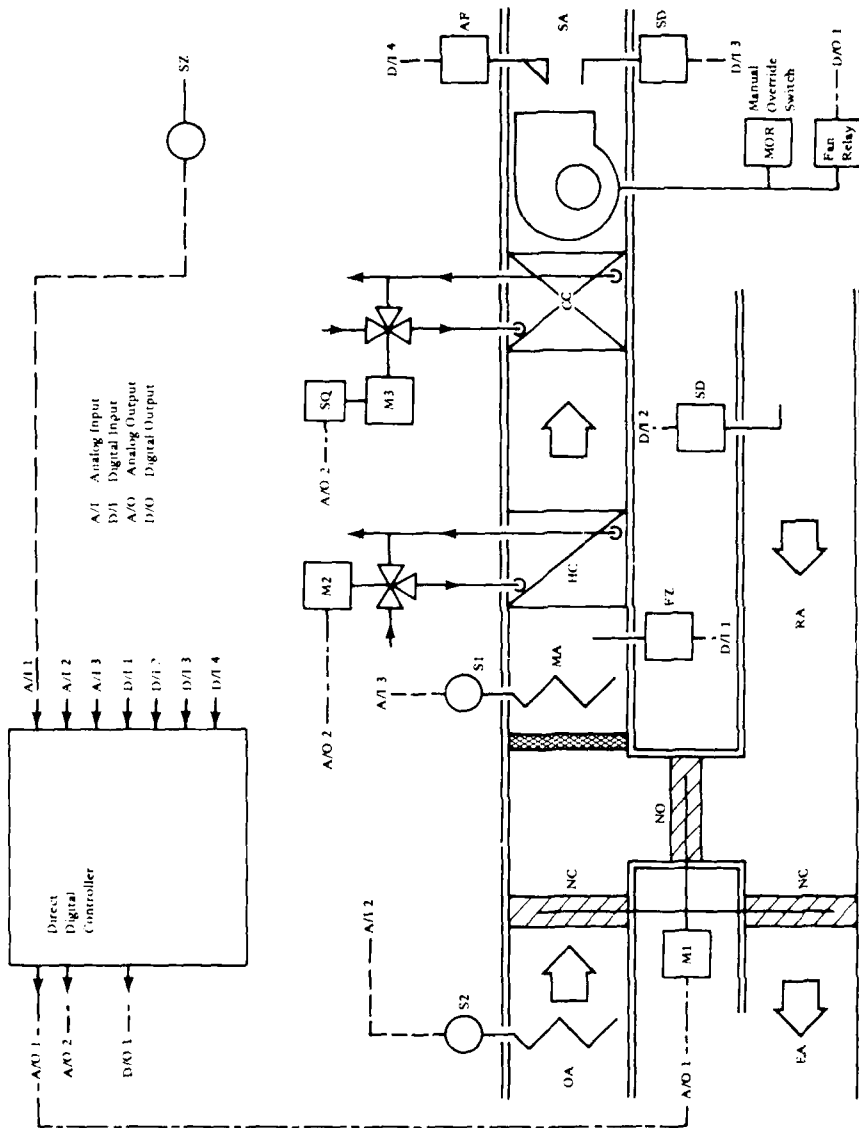 Direct
Digital
Controller
A/O 1
A/O 2
D/O 1
A/I 1
A/I 2
A/I 3
D/I 1
D/I 2
D/I 3
D/I 4
A/I Analog Input
D/I Digital Input
A/O Analog Output
D/O Digital Output
SZ
A/I 2
S2
OA
A/O 1
M1
EA
NC
NC
NO
A/I 3
S1
MA
FZ
D/I 1
A/O 2
M2
HC
A/O 2
SQ
M3
CC
D/I 2
SD
RA
D/I 4
AF
SA
SD
D/I 3
MOR
Manual
Override
Switch
Fan
Relay
D/O 1